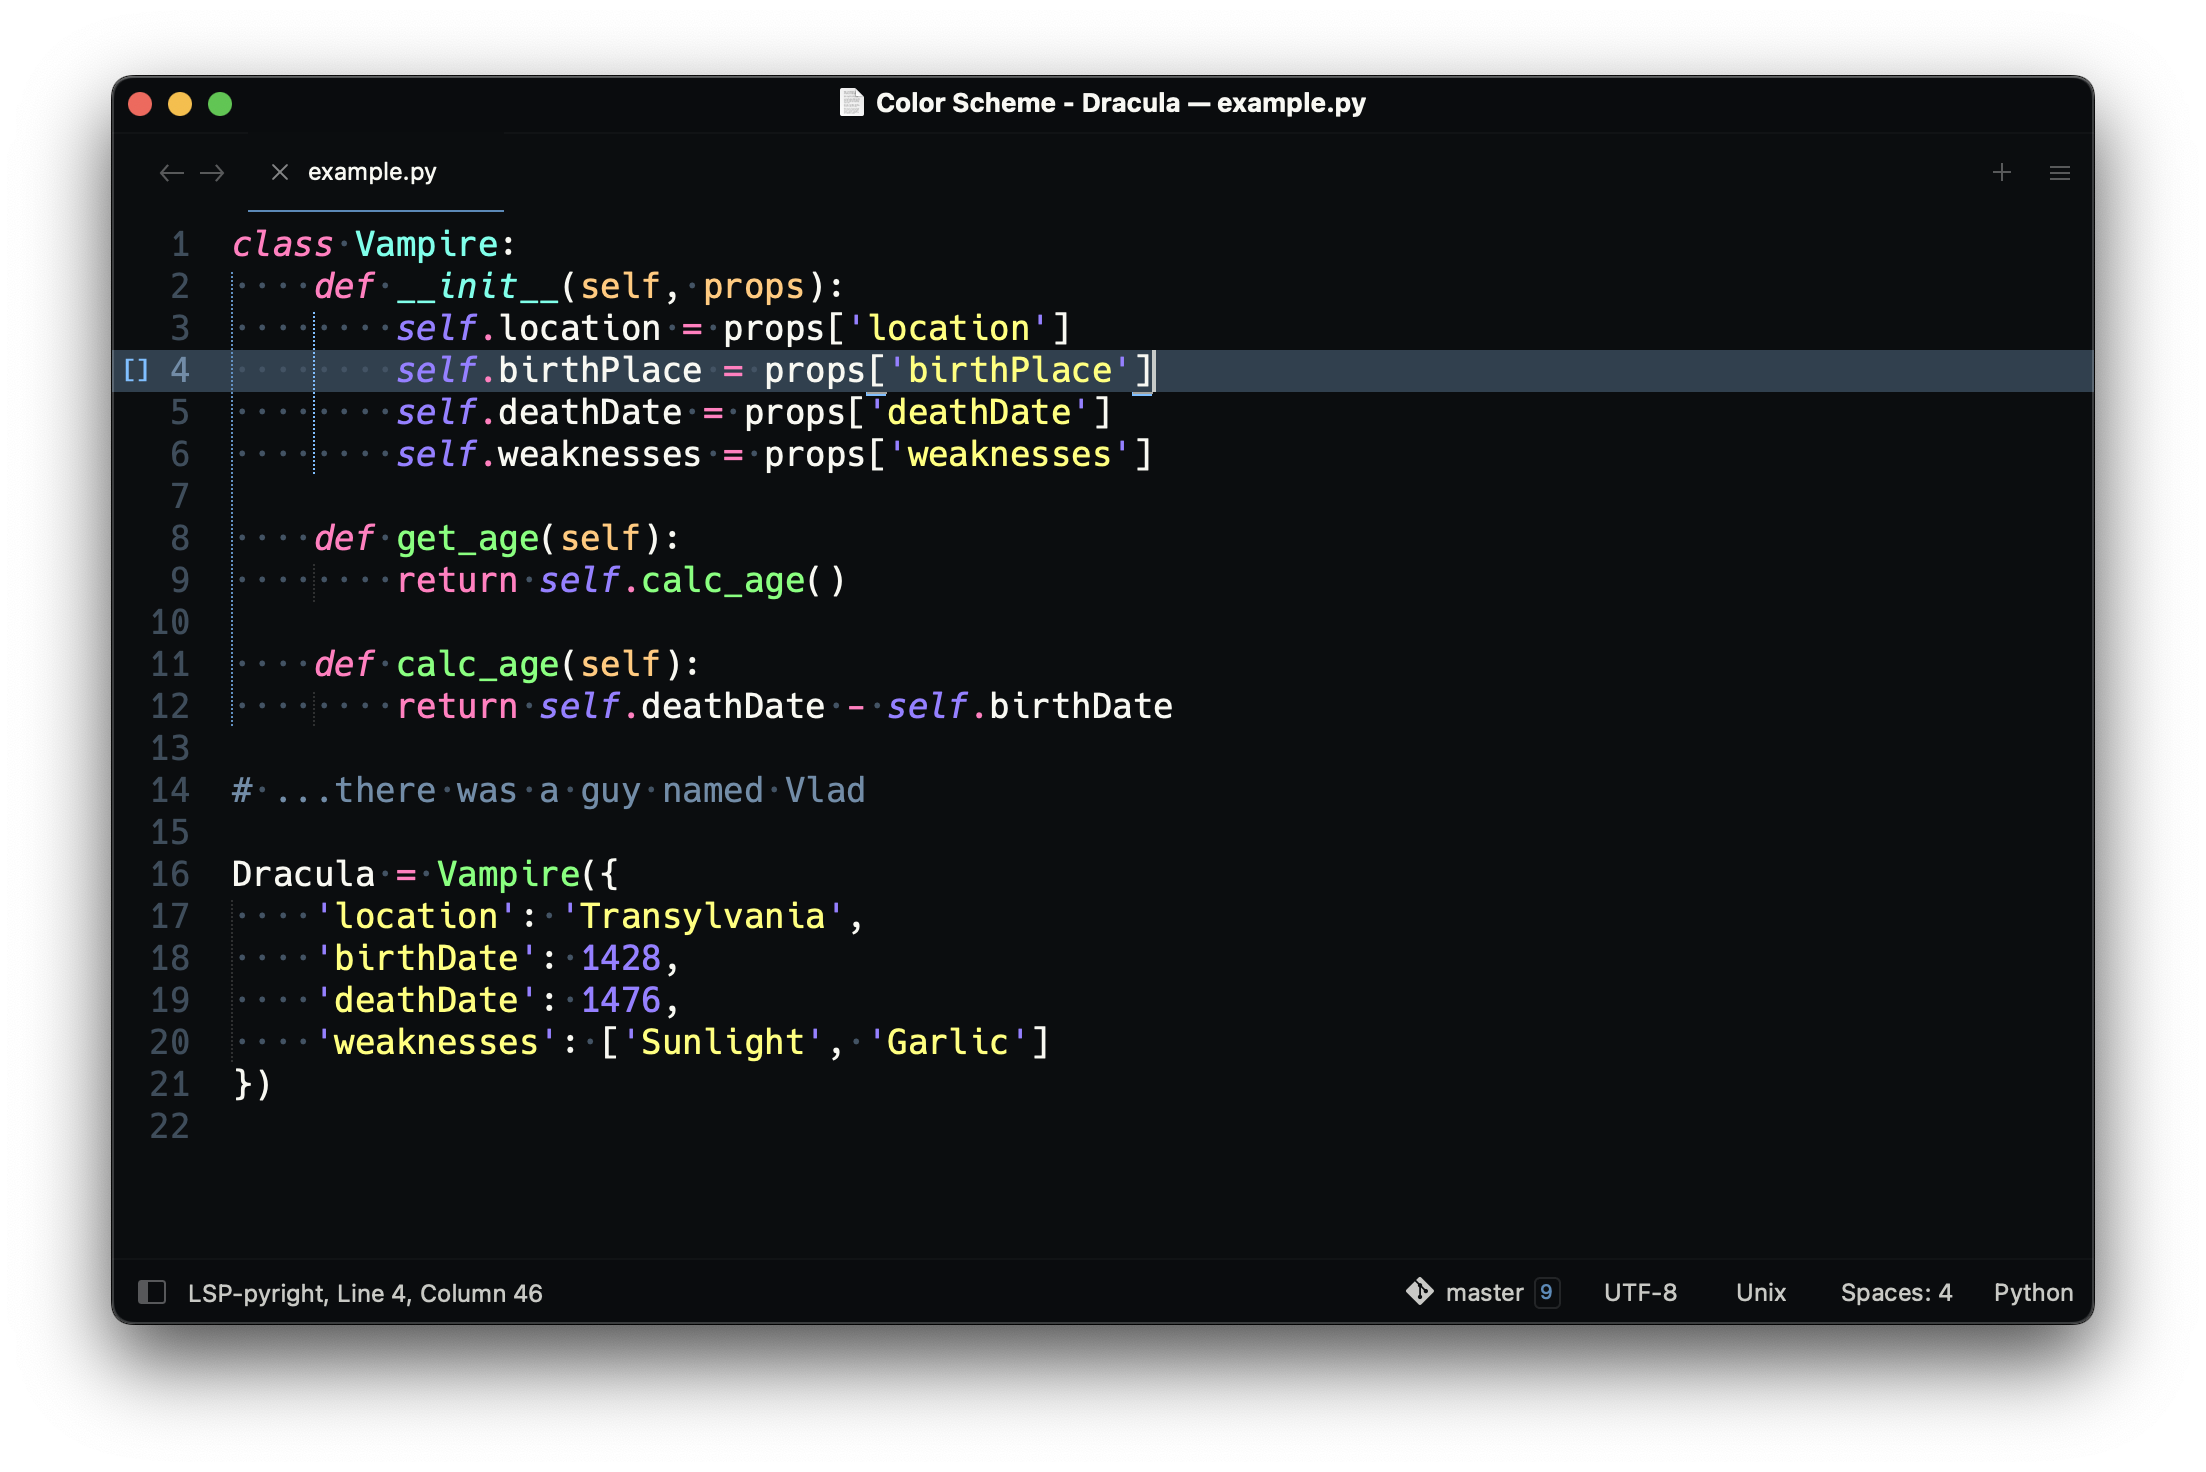 Color Scheme - Dracula — example.py
example.py
1 class Vampire:
2     def __init__(self, props):
3         self.location = props['location']
4         self.birthPlace = props['birthPlace']
5         self.deathDate = props['deathDate']
6         self.weaknesses = props['weaknesses']
7
8     def get_age(self):
9         return self.calc_age()
10
11     def calc_age(self):
12         return self.deathDate - self.birthDate
13
14 # ...there was a guy named Vlad
15
16 Dracula = Vampire({
17     'location': 'Transylvania',
18     'birthDate': 1428,
19     'deathDate': 1476,
20     'weaknesses': ['Sunlight', 'Garlic']
21 })
22
LSP-pyright, Line 4, Column 46 master 9 UTF-8 Unix Spaces: 4 Python